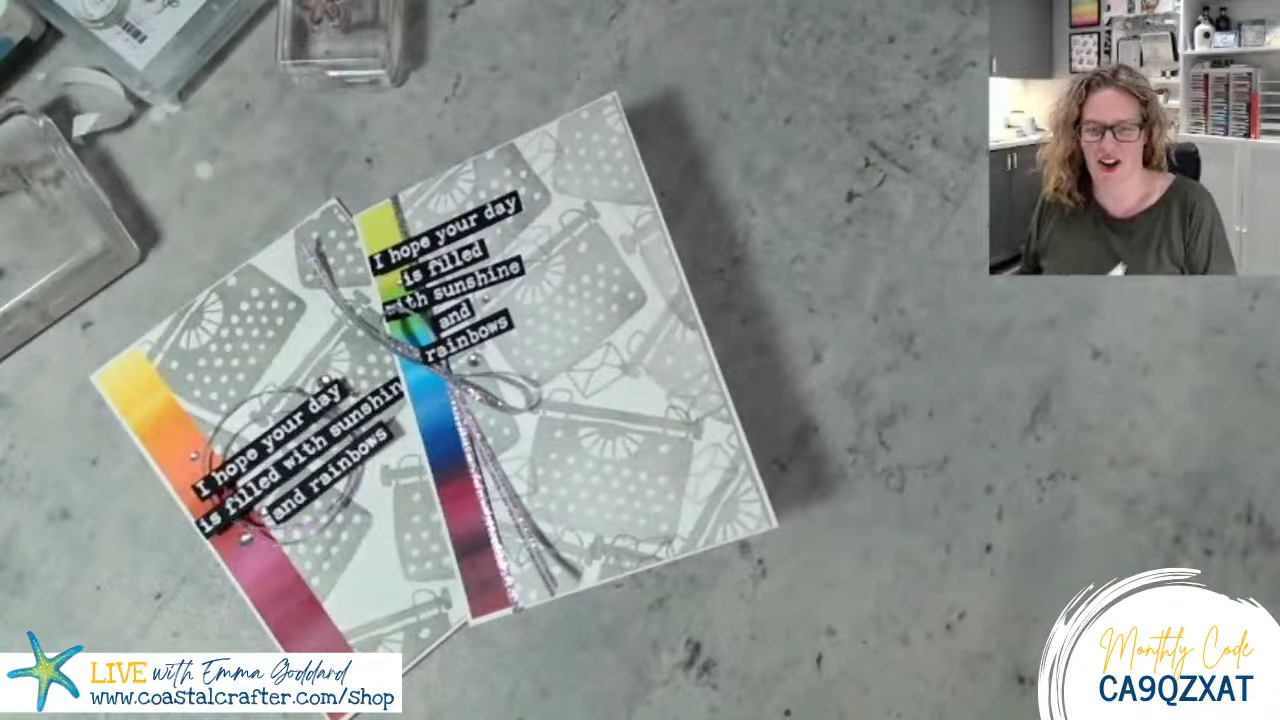 I hope your day
is filled
with sunshine
and
rainbows
I hope your day
is filled with sunshin
and rainbows
LIVE with Emma Goddard
www.coastalcrafter.com/shop
Monthly Code
CA9QZXAT